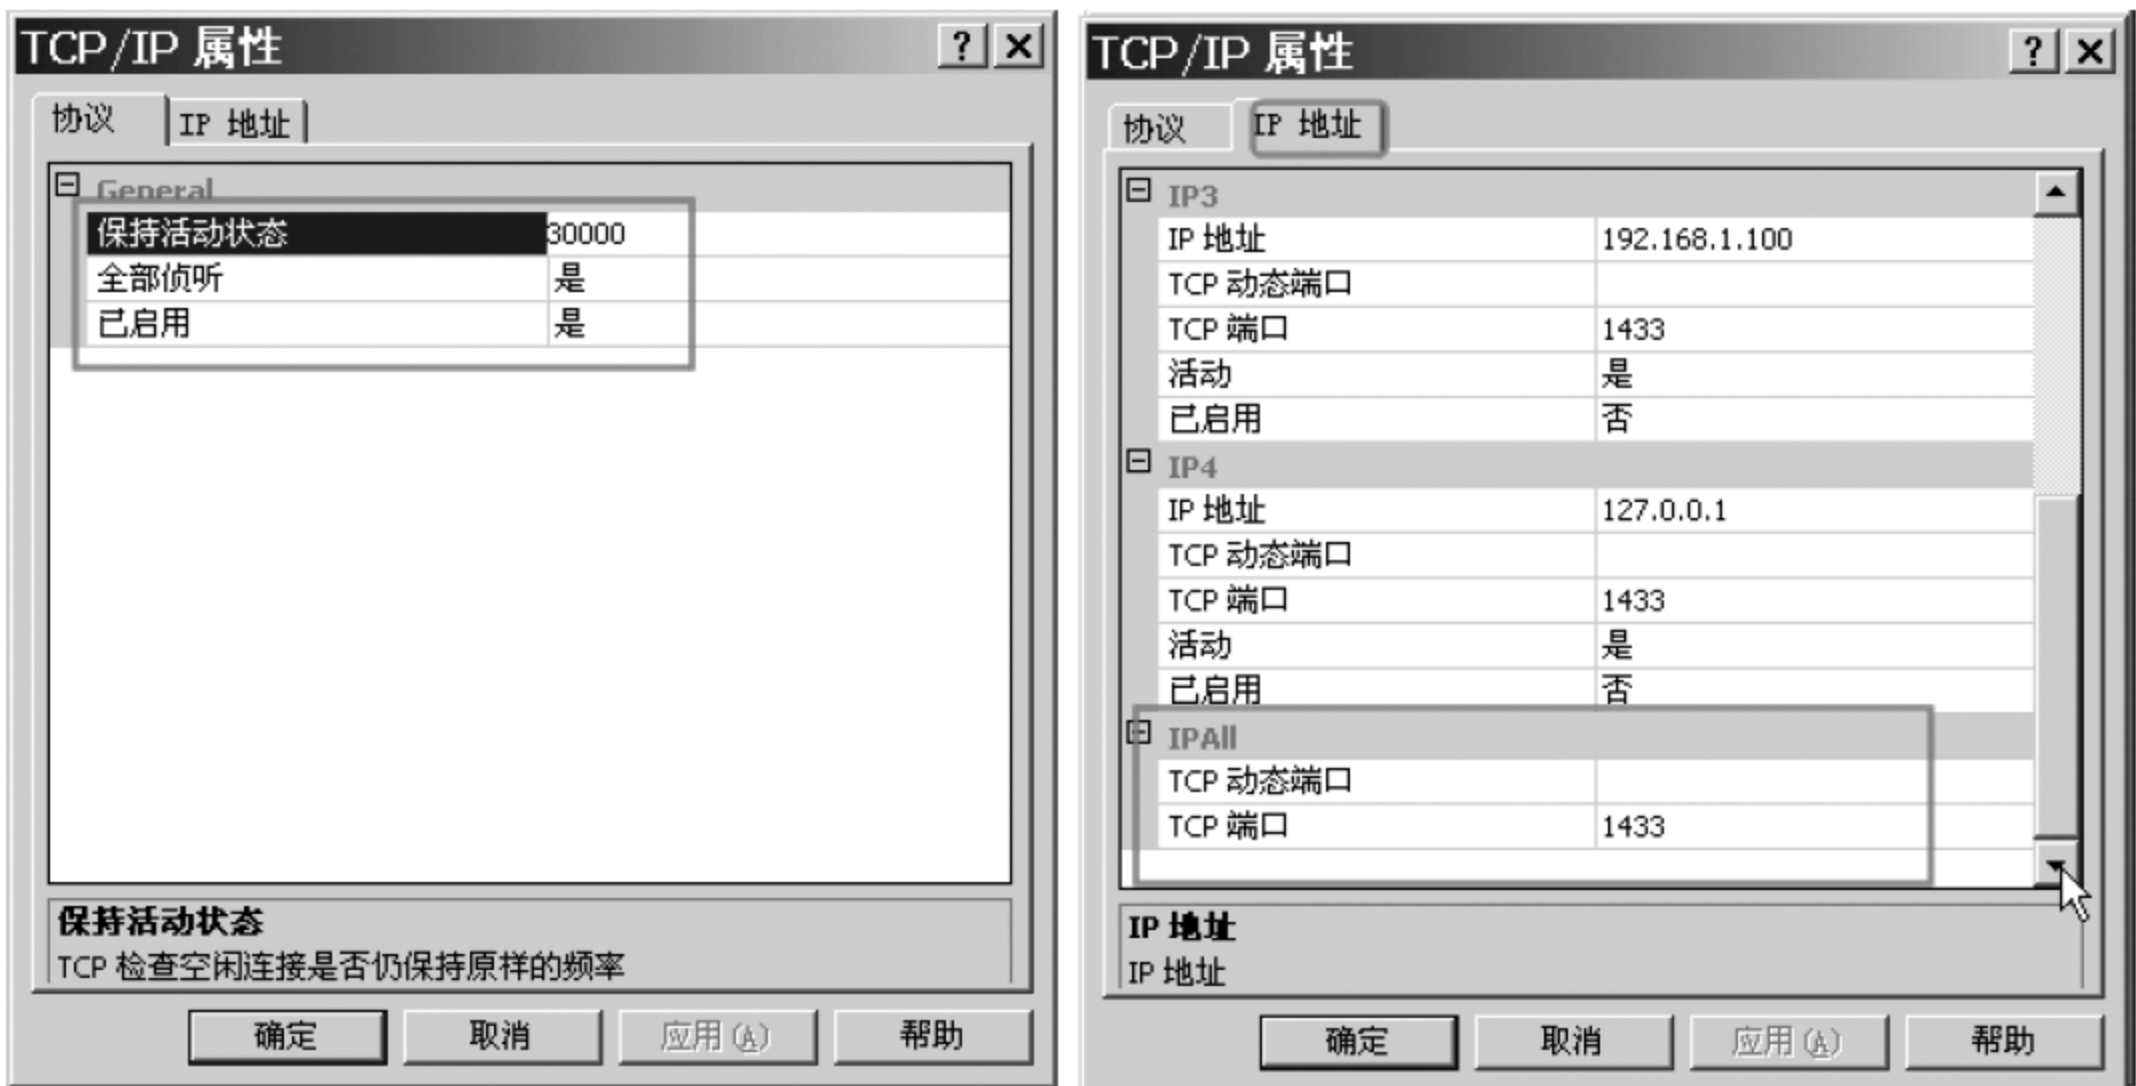 TCP/IP 属性
协议 IP 地址
General
保持活动状态 30000
全部侦听 是
已启用 是
保持活动状态
TCP 检查空闲连接是否仍保持原样的频率
确定 取消 应用(A) 帮助
TCP/IP 属性
协议 IP 地址
IP3
IP 地址 192.168.1.100
TCP 动态端口
TCP 端口 1433
活动 是
已启用 否
IP4
IP 地址 127.0.0.1
TCP 动态端口
TCP 端口 1433
活动 是
已启用 否
IPAll
TCP 动态端口
TCP 端口 1433
IP 地址
IP 地址
确定 取消 应用(A) 帮助